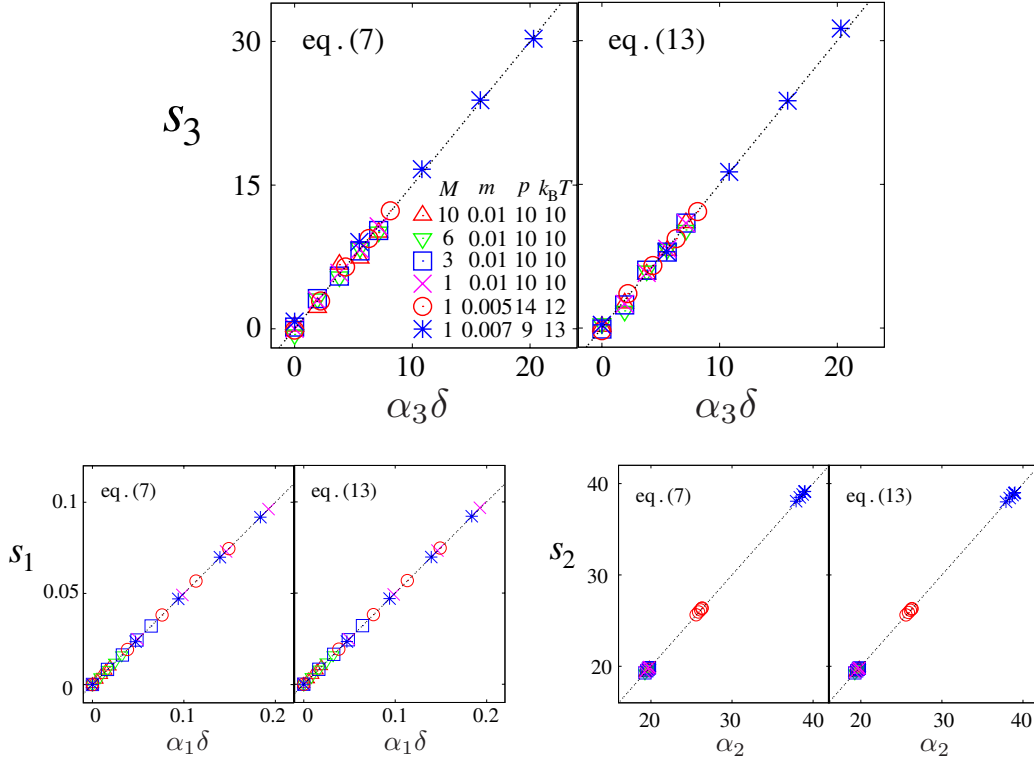 eq.(7) eq.(13)
30
s3
15
M m p kBT
10 0.01 10 10
6 0.01 10 10
3 0.01 10 10
1 0.01 10 10
1 0.005 14 12
1 0.007 9 13
0
0 10 20 0 10 20
α3δ α3δ
eq.(7) eq.(13)
0.1
s1
0.05
0
0 0.1 0.2 0 0.1 0.2
α1δ α1δ
eq.(7) eq.(13)
40
s2
30
20
20 30 40 20 30 40
α2 α2